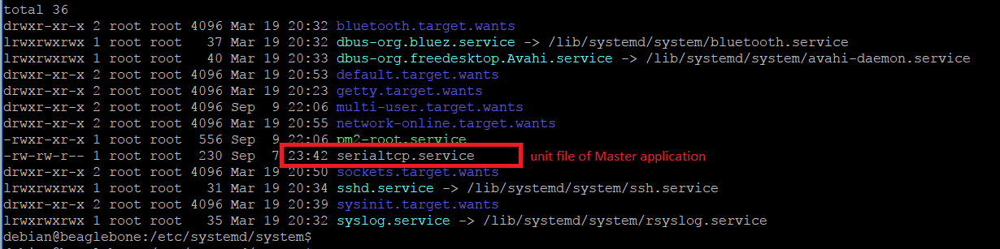 total 36
drwxr-xr-x 2 root root 4096 Mar 19 20:32 bluetooth.target.wants
lrwxrwxrwx 1 root root   37 Mar 19 20:32 dbus-org.bluez.service -> /lib/systemd/system/bluetooth.service
lrwxrwxrwx 1 root root   40 Mar 19 20:33 dbus-org.freedesktop.Avahi.service -> /lib/systemd/system/avahi-daemon.service
drwxr-xr-x 2 root root 4096 Mar 19 20:53 default.target.wants
drwxr-xr-x 2 root root 4096 Mar 19 20:23 getty.target.wants
drwxr-xr-x 2 root root 4096 Sep  9 22:06 multi-user.target.wants
drwxr-xr-x 2 root root 4096 Mar 19 20:55 network-online.target.wants
-rwxr-xr-x 1 root root  556 Sep  9 22:06 pm2-root.service
-rw-rw-r-- 1 root root  230 Sep  7 23:42 serialtcp.service unit file of Master application
drwxr-xr-x 2 root root 4096 Mar 19 20:50 sockets.target.wants
lrwxrwxrwx 1 root root   31 Mar 19 20:34 sshd.service -> /lib/systemd/system/ssh.service
drwxr-xr-x 2 root root 4096 Mar 19 20:39 sysinit.target.wants
lrwxrwxrwx 1 root root   35 Mar 19 20:32 syslog.service -> /lib/systemd/system/rsyslog.service
debian@beaglebone:/etc/systemd/system$